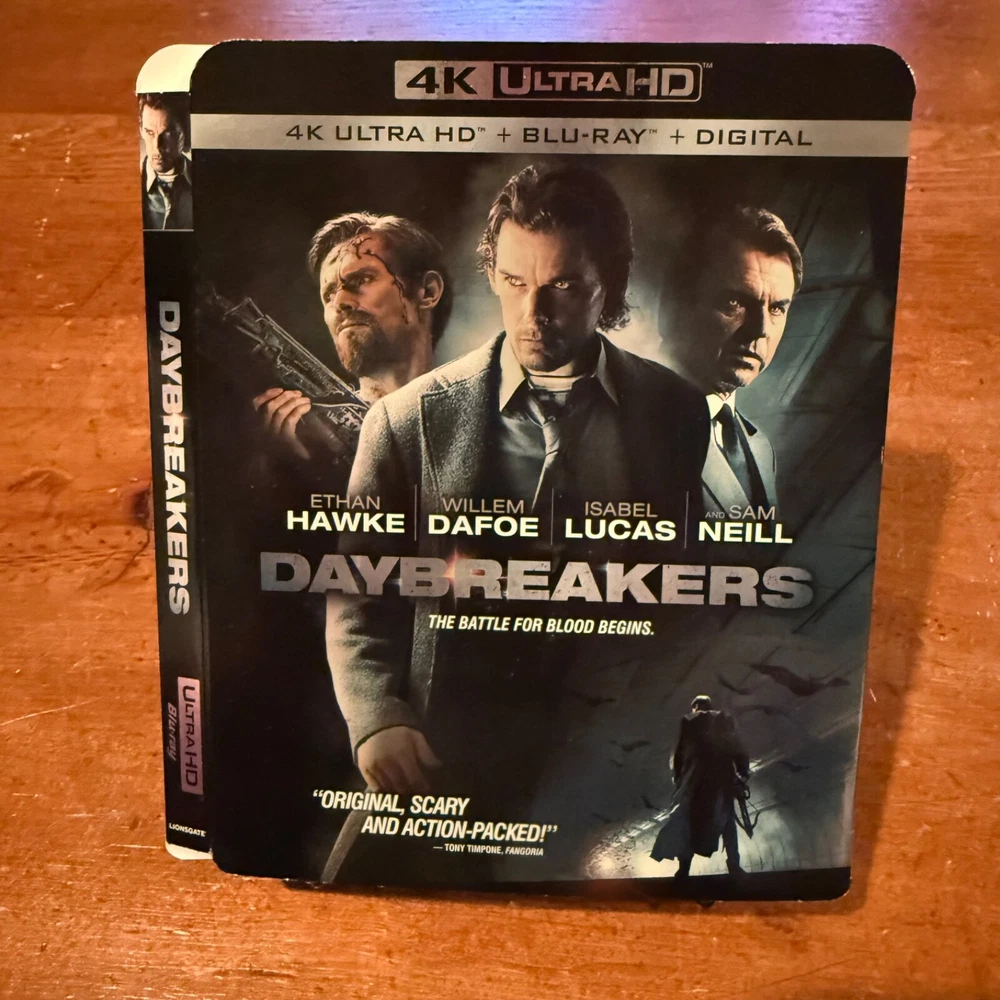 4K ULTRA HD™
4K ULTRA HD™ + BLU-RAY™ + DIGITAL
ETHAN HAWKE
WILLEM DAFOE
ISABEL LUCAS
AND SAM NEILL
DAYBREAKERS
THE BATTLE FOR BLOOD BEGINS.
“ORIGINAL, SCARY
AND ACTION-PACKED!”
— TONY TIMPONE, FANGORIA
DAYBREAKERS
ULTRA HD
Blu-ray
LIONSGATE